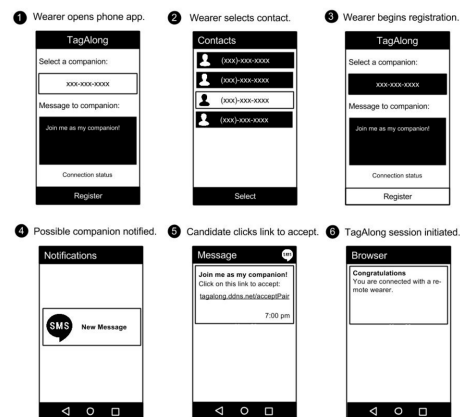 1 Wearer opens phone app.
TagAlong
Select a companion:
xxx-xxx-xxxx
Message to companion:
Join me as my companion!
Connection status
Register
2 Wearer selects contact.
Contacts
(xxx)-xxx-xxxx
(xxx)-xxx-xxxx
(xxx)-xxx-xxxx
(xxx)-xxx-xxxx
Select
3 Wearer begins registration.
TagAlong
Select a companion:
xxx-xxx-xxxx
Message to companion:
Join me as my companion!
Connection status
Register
4 Possible companion notified.
Notifications
SMS New Message
5 Candidate clicks link to accept.
Message SMS
Join me as my companion!
Click on this link to accept:
tagalong.ddns.net/acceptPair
7:00 pm
6 TagAlong session initiated.
Browser
Congratulations
You are connected with a re-
mote wearer.